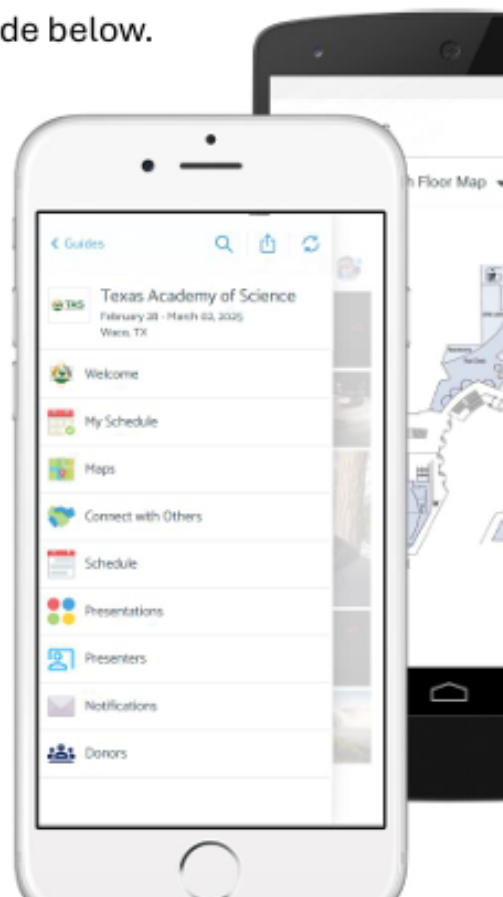 de below.
h Floor Map
< Guides
TAS
Texas Academy of Science
February 28 - March 02, 2025
Waco, TX
Welcome
My Schedule
Maps
Connect with Others
Schedule
Presentations
Presenters
Notifications
Donors